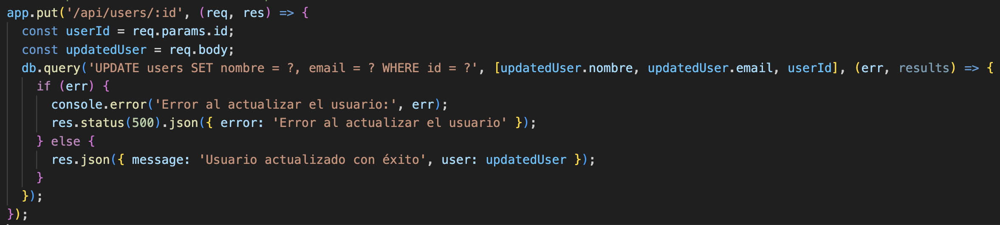 app.put('/api/users/:id', (req, res) => {
  const userId = req.params.id;
  const updatedUser = req.body;
  db.query('UPDATE users SET nombre = ?, email = ? WHERE id = ?', [updatedUser.nombre, updatedUser.email, userId], (err, results) => {
    if (err) {
      console.error('Error al actualizar el usuario:', err);
      res.status(500).json({ error: 'Error al actualizar el usuario' });
    } else {
      res.json({ message: 'Usuario actualizado con éxito', user: updatedUser });
    }
  });
});